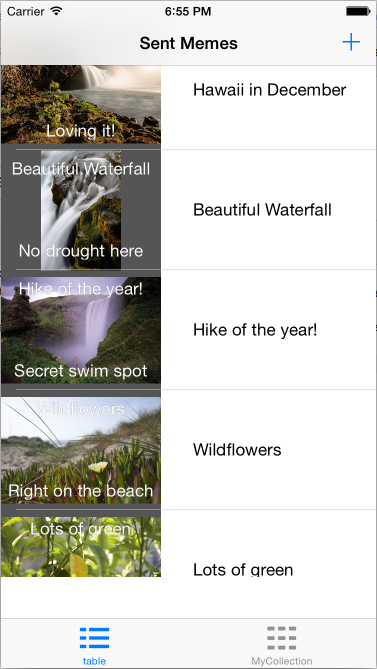 Carrier 6:55 PM
Sent Memes +
Hawaii in December
Loving it!
Beautiful Waterfall
Beautiful Waterfall
No drought here
Hike of the year!
Hike of the year!
Secret swim spot
Wildflowers
Wildflowers
Right on the beach
Lots of green
Lots of green
table MyCollection